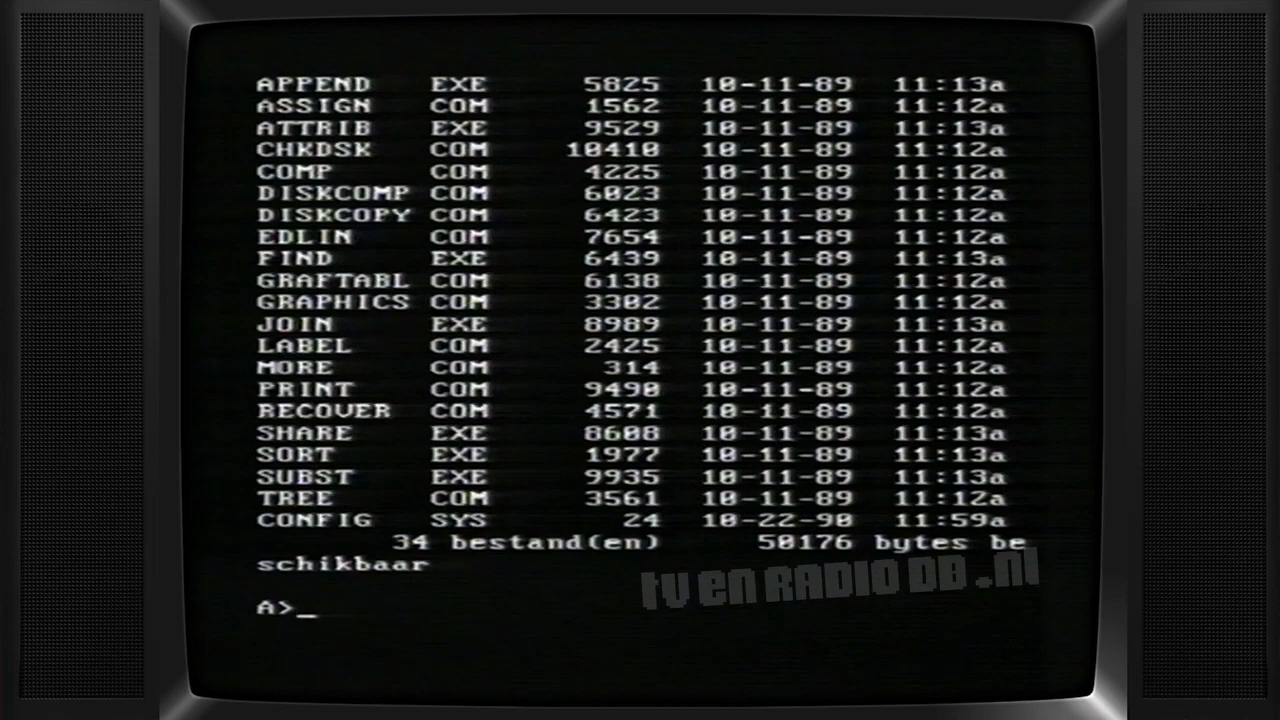 APPEND EXE 5825 10-11-89 11:13a
ASSIGN COM 1562 10-11-89 11:12a
ATTRIB EXE 9529 10-11-89 11:13a
CHKDSK COM 10410 10-11-89 11:12a
COMP COM 4225 10-11-89 11:12a
DISKCOMP COM 6023 10-11-89 11:12a
DISKCOPY COM 6423 10-11-89 11:12a
EDLIN COM 7654 10-11-89 11:12a
FIND EXE 6439 10-11-89 11:13a
GRAFTABL COM 6138 10-11-89 11:12a
GRAPHICS COM 3302 10-11-89 11:12a
JOIN EXE 8989 10-11-89 11:13a
LABEL COM 2425 10-11-89 11:12a
MORE COM 314 10-11-89 11:12a
PRINT COM 9490 10-11-89 11:12a
RECOVER COM 4571 10-11-89 11:12a
SHARE EXE 8608 10-11-89 11:13a
SORT EXE 1977 10-11-89 11:13a
SUBST EXE 9935 10-11-89 11:13a
TREE COM 3561 10-11-89 11:12a
CONFIG SYS 24 10-22-90 11:59a
34 bestand(en) 50176 bytes be
schikbaar
tv en RADIO DB .nl
A>_